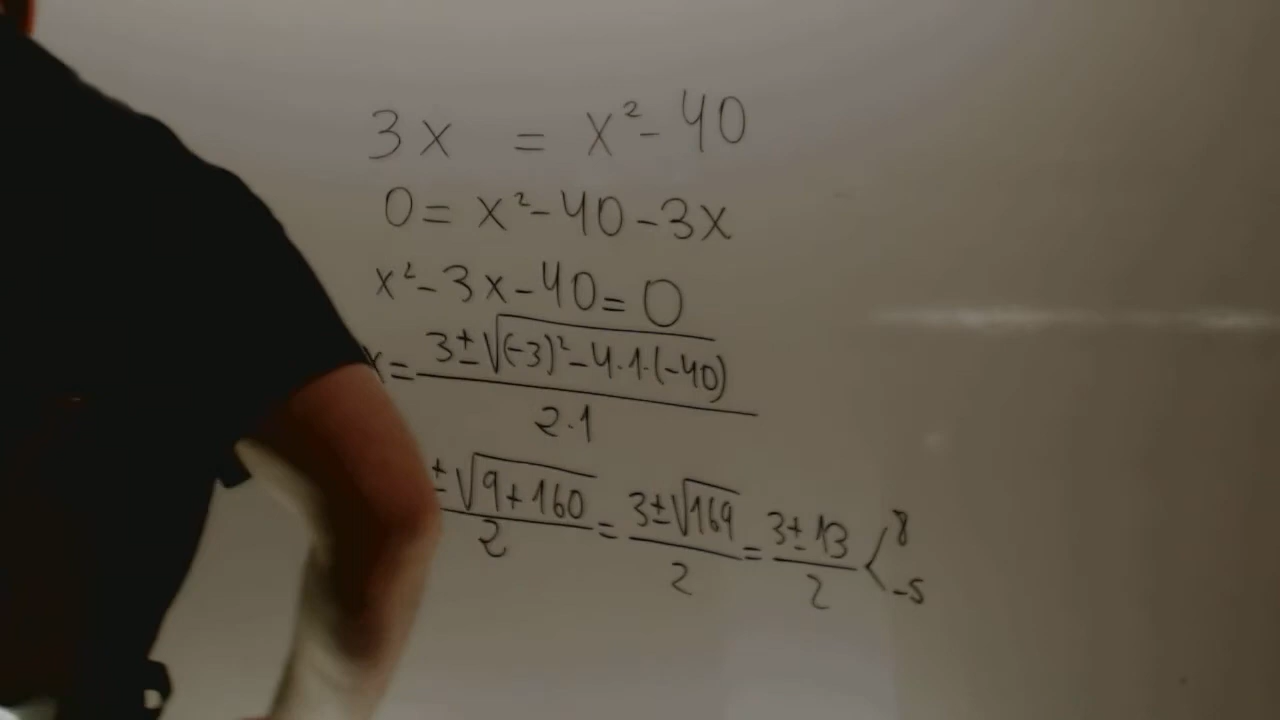 3x = x² - 40
0 = x² - 40 - 3x
x² - 3x - 40 = 0
x = (3 ± √((-3)² - 4·1·(-40))) / (2·1)
± √(9 + 160) / 2 = (3 ± √169) / 2 = (3 ± 13) / 2 < 8
-5